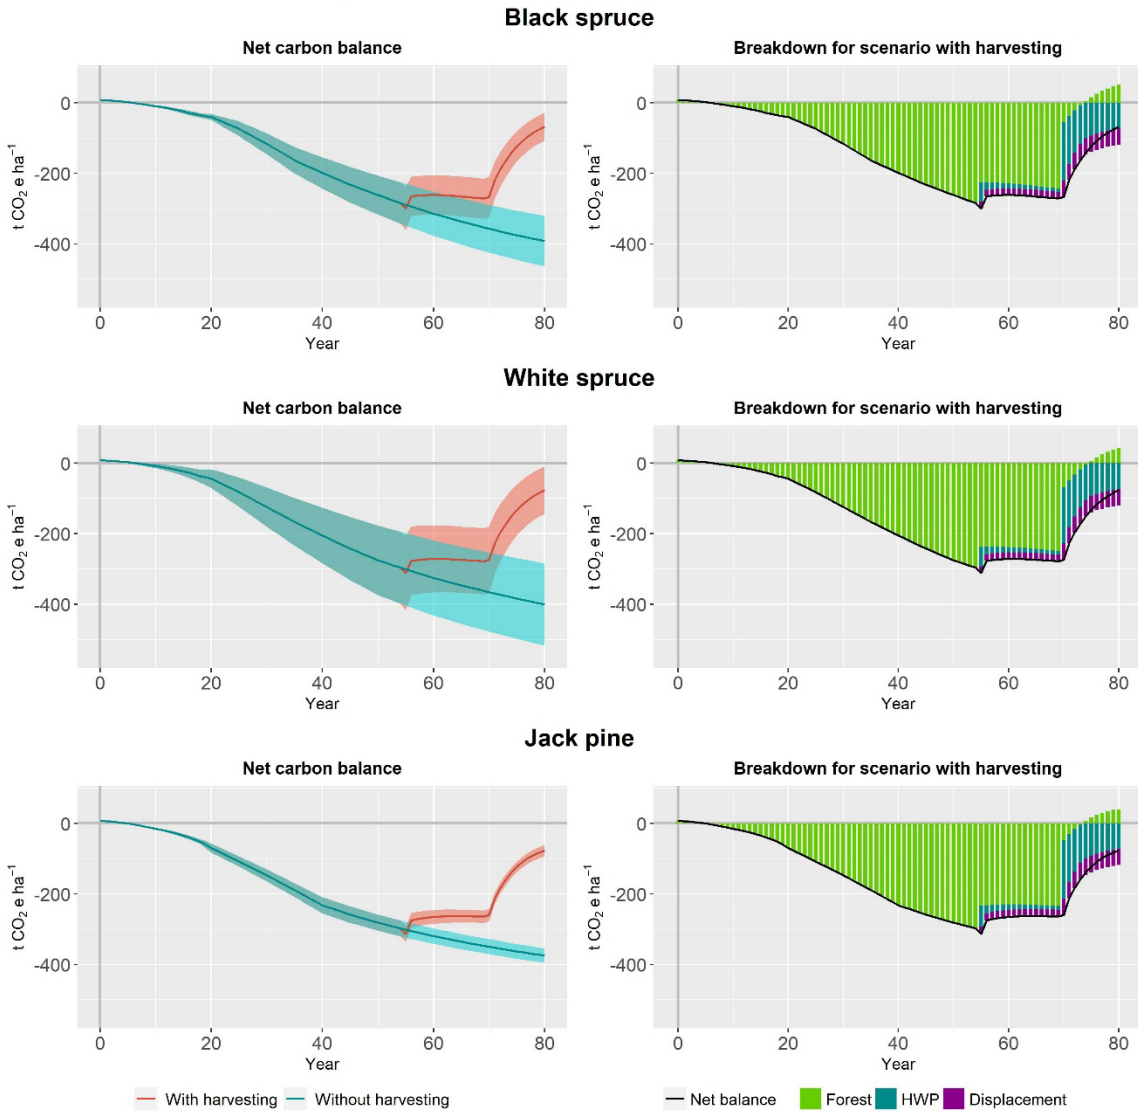 Black spruce
Net carbon balance
Breakdown for scenario with harvesting
t CO2 e ha−1
0
-200
-400
0 20 40 60 80
Year
t CO2 e ha−1
0
-200
-400
0 20 40 60 80
Year
White spruce
Net carbon balance
Breakdown for scenario with harvesting
t CO2 e ha−1
0
-200
-400
0 20 40 60 80
Year
t CO2 e ha−1
0
-200
-400
0 20 40 60 80
Year
Jack pine
Net carbon balance
Breakdown for scenario with harvesting
t CO2 e ha−1
0
-200
-400
0 20 40 60 80
Year
t CO2 e ha−1
0
-200
-400
0 20 40 60 80
Year
With harvesting Without harvesting
Net balance Forest HWP Displacement